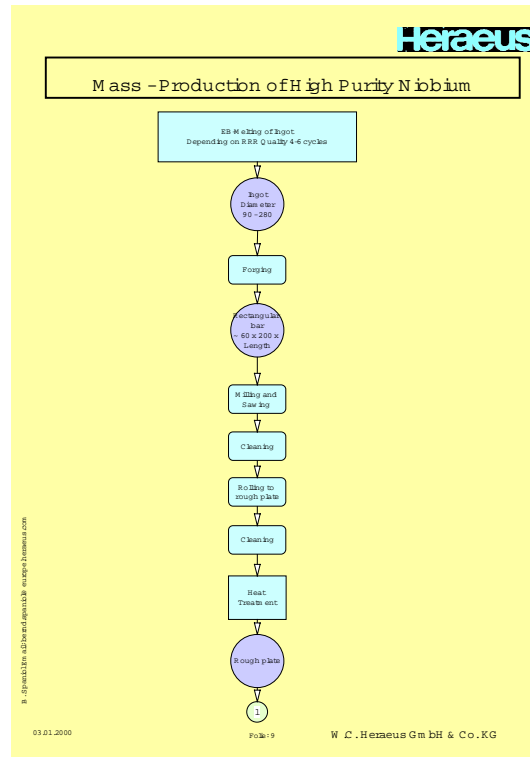 Heraeus
Mass-Production of High Purity Niobium
EB-Melting of Ingot
Depending on RRR Quality 4-6 cycles
Ingot
Diameter
90 - 280
Forging
Rectangular
bar
~ 60 x 200 x
Length
Milling and
Sawing
Cleaning
Rolling to
rough plate
Cleaning
Heat
Treatment
Rough plate
1
03.01.2000
Folie: 9
W.C. Heraeus GmbH & Co. KG